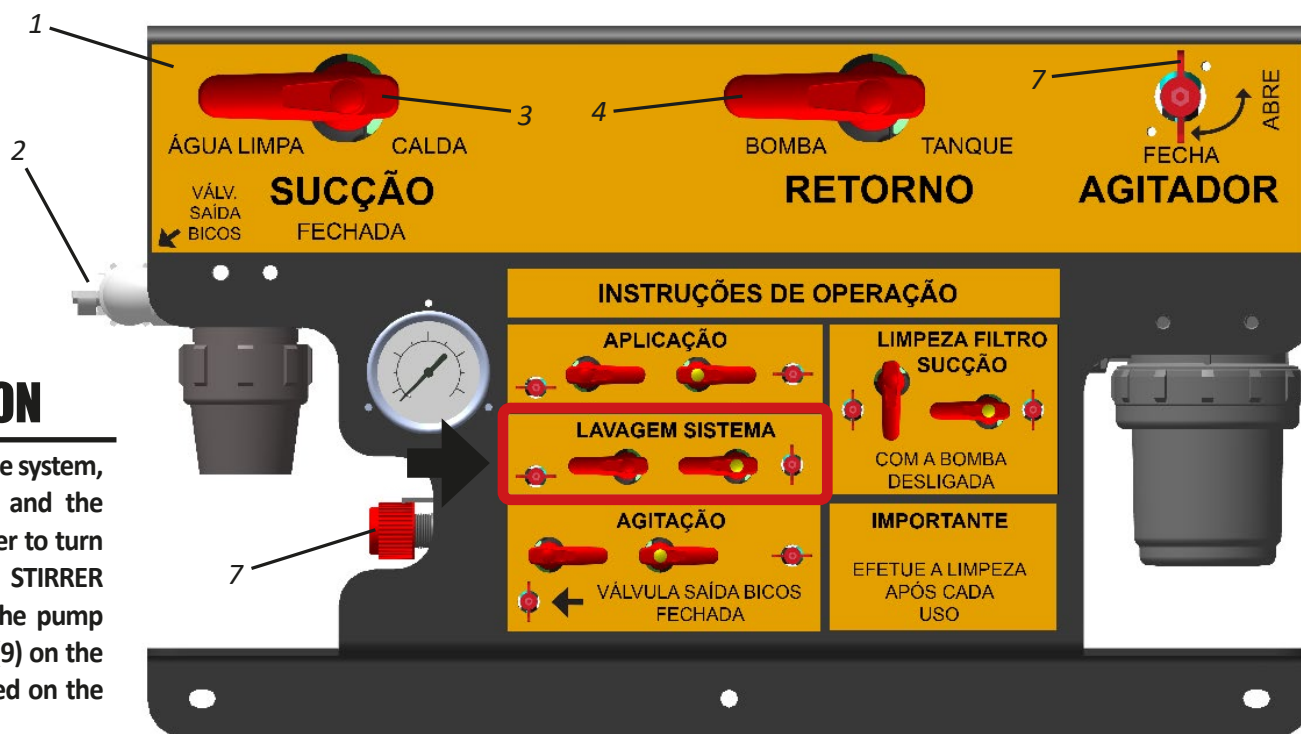 1
2
3
4
7
ÁGUA LIMPA
CALDA
SUCÇÃO
FECHADA
VÁLV.
SAÍDA
BICOS
BOMBA
TANQUE
RETORNO
ABRE
FECHA
AGITADOR
INSTRUÇÕES DE OPERAÇÃO
APLICAÇÃO
LIMPEZA FILTRO
SUCÇÃO
COM A BOMBA
DESLIGADA
LAVAGEM SISTEMA
AGITAÇÃO
VÁLVULA SAÍDA BICOS
FECHADA
IMPORTANTE
EFETUE A LIMPEZA
APÓS CADA
USO
7
ON
e system,
and the
er to turn
STIRRER
he pump
9) on the
ed on the